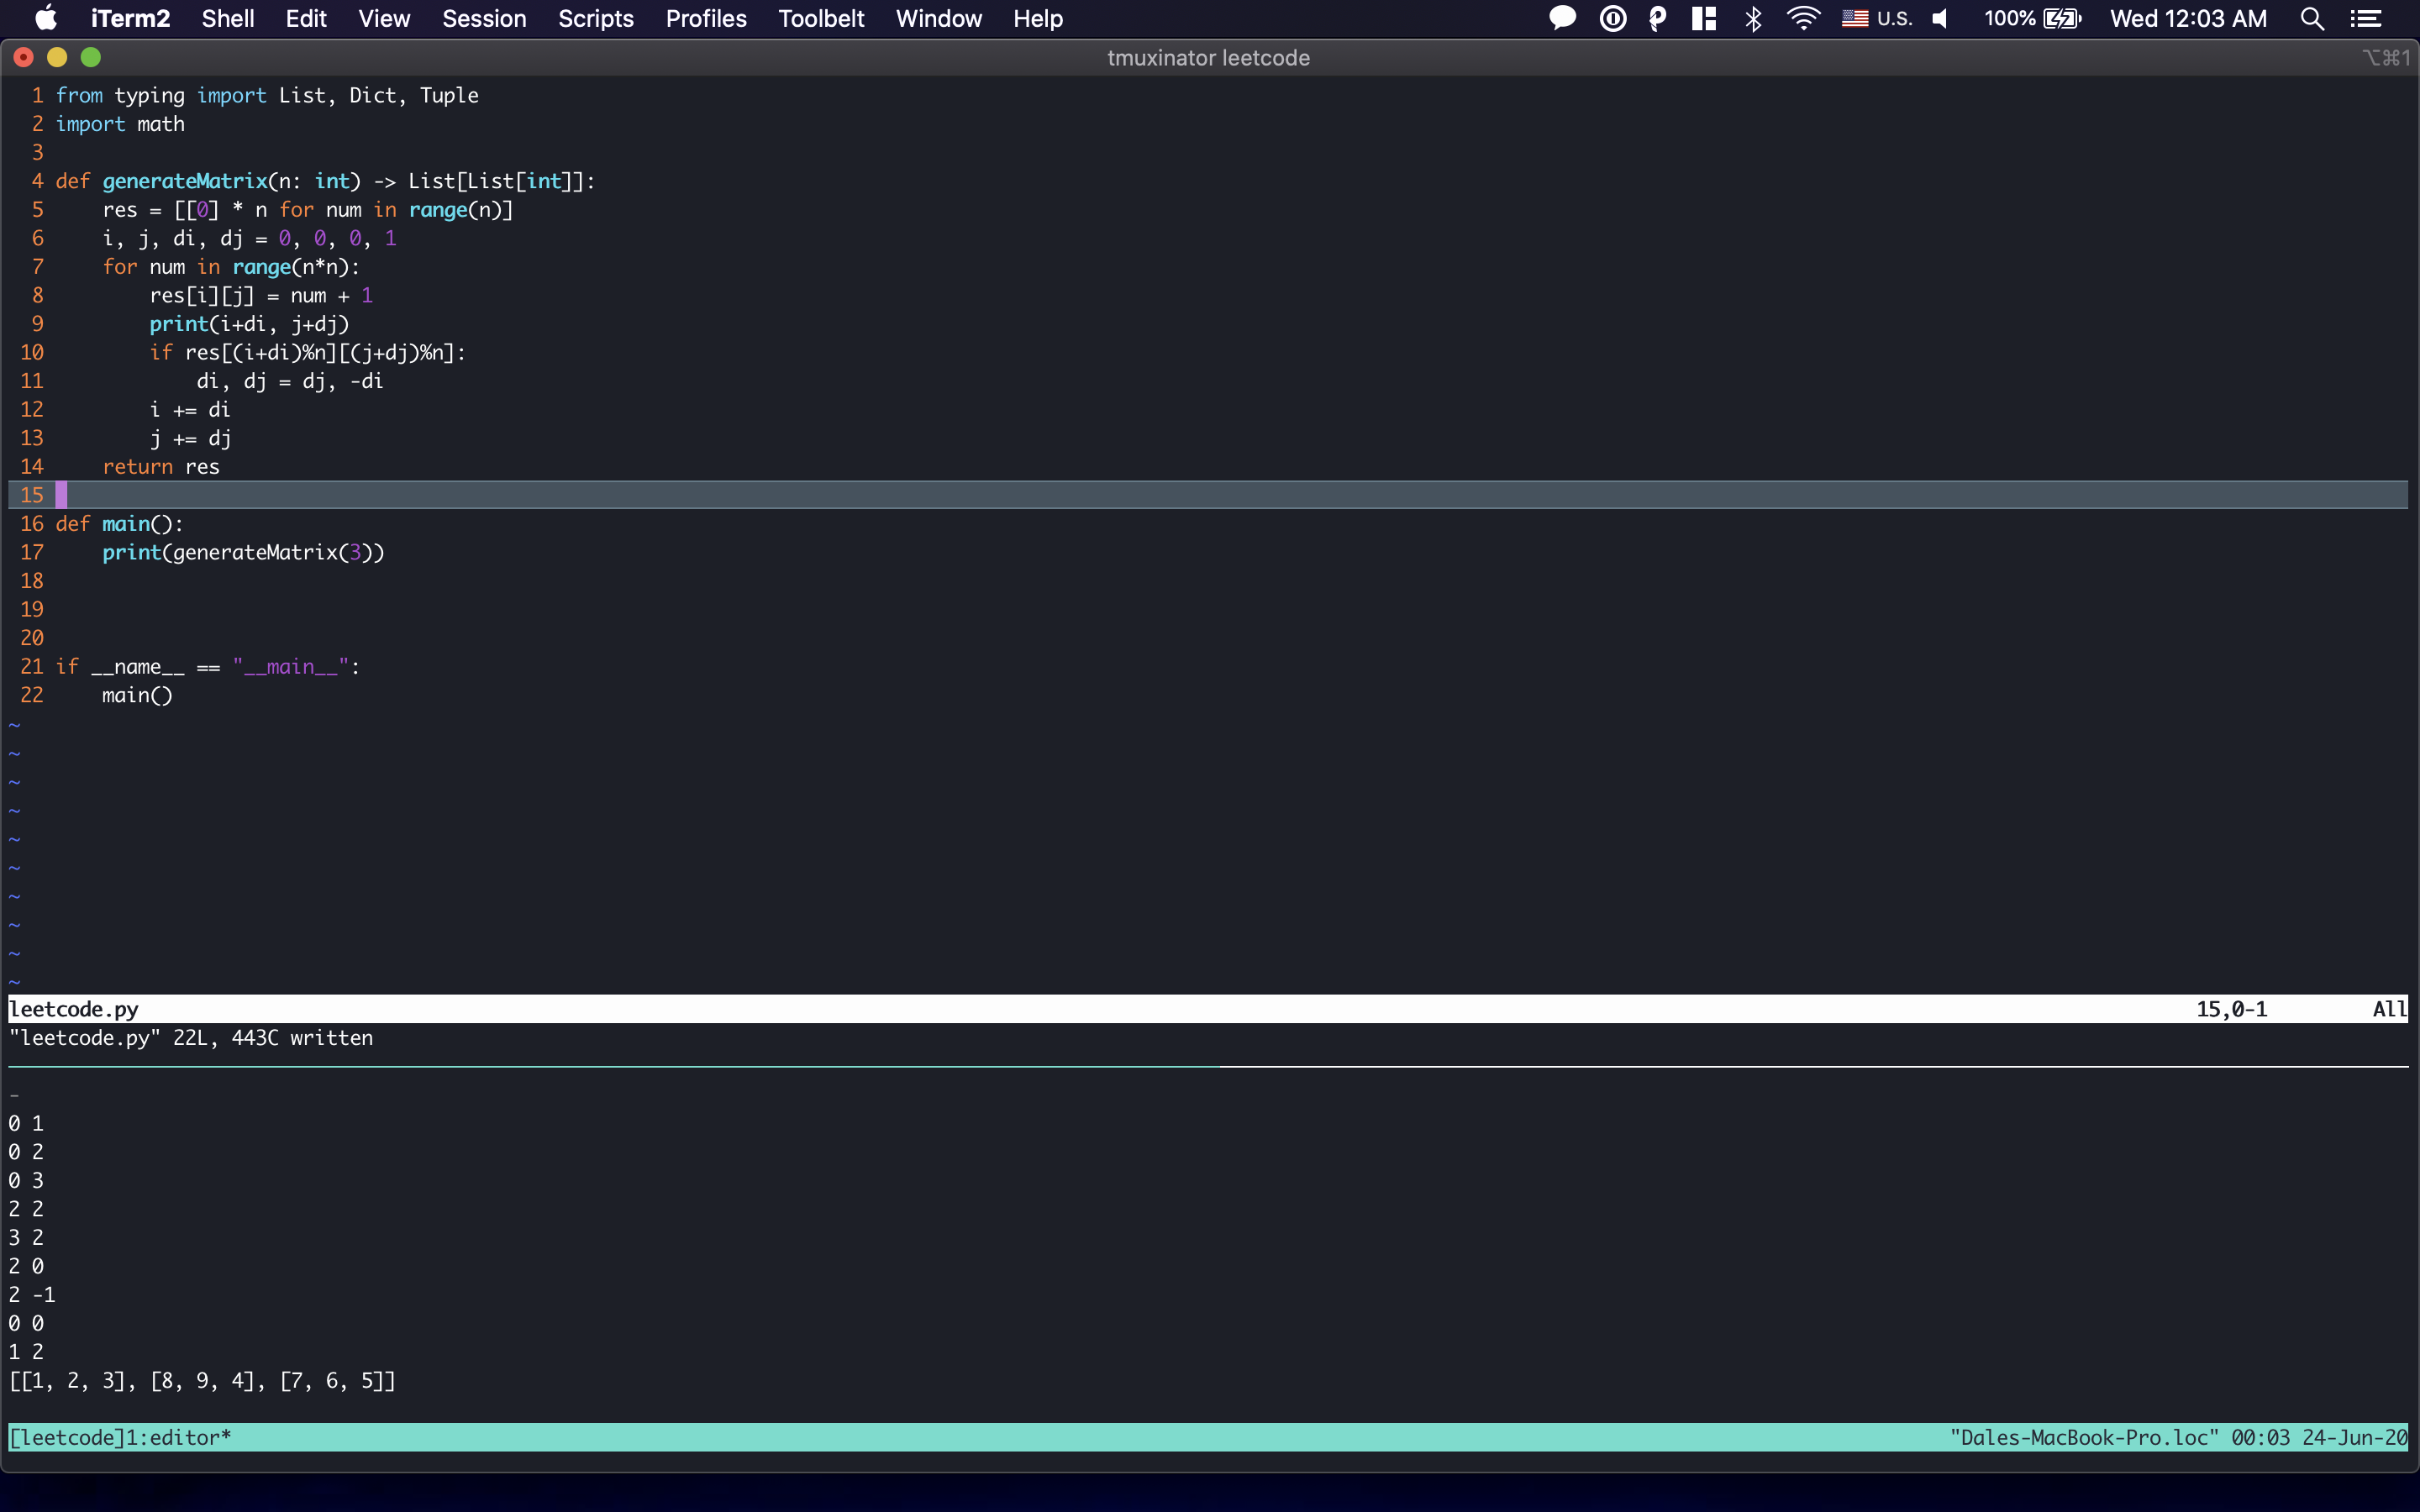 iTerm2 Shell Edit View Session Scripts Profiles Toolbelt Window Help U.S. 100% Wed 12:03 AM
tmuxinator leetcode ⌥⌘1
1 from typing import List, Dict, Tuple
2 import math
3
4 def generateMatrix(n: int) -> List[List[int]]:
5     res = [[0] * n for num in range(n)]
6     i, j, di, dj = 0, 0, 0, 1
7     for num in range(n*n):
8         res[i][j] = num + 1
9         print(i+di, j+dj)
10         if res[(i+di)%n][(j+dj)%n]:
11             di, dj = dj, -di
12         i += di
13         j += dj
14     return res
15
16 def main():
17     print(generateMatrix(3))
18
19
20
21 if __name__ == "__main__":
22     main()
~
~
~
~
~
~
~
~
~
~
leetcode.py 15,0-1 All
"leetcode.py" 22L, 443C written
-
0 1
0 2
0 3
2 2
3 2
2 0
2 -1
0 0
1 2
[[1, 2, 3], [8, 9, 4], [7, 6, 5]]
[leetcode]1:editor* "Dales-MacBook-Pro.loc" 00:03 24-Jun-20